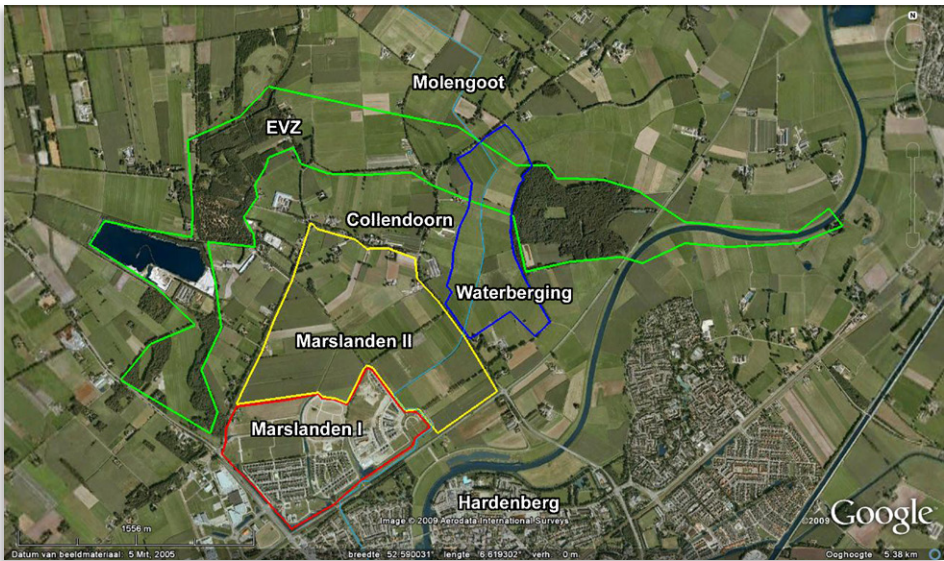 N
Molengoot
EVZ
Collendoorn
Waterberging
Marslanden II
Marslanden I
Hardenberg
1556 m
Image © 2009 Aerodata International Surveys
©2009 Google
Datum van beeldmateriaal: 5 Mrt, 2005 breedte 52.590031° lengte 6.619302° verh 0 m Ooghoogte 5.38 km